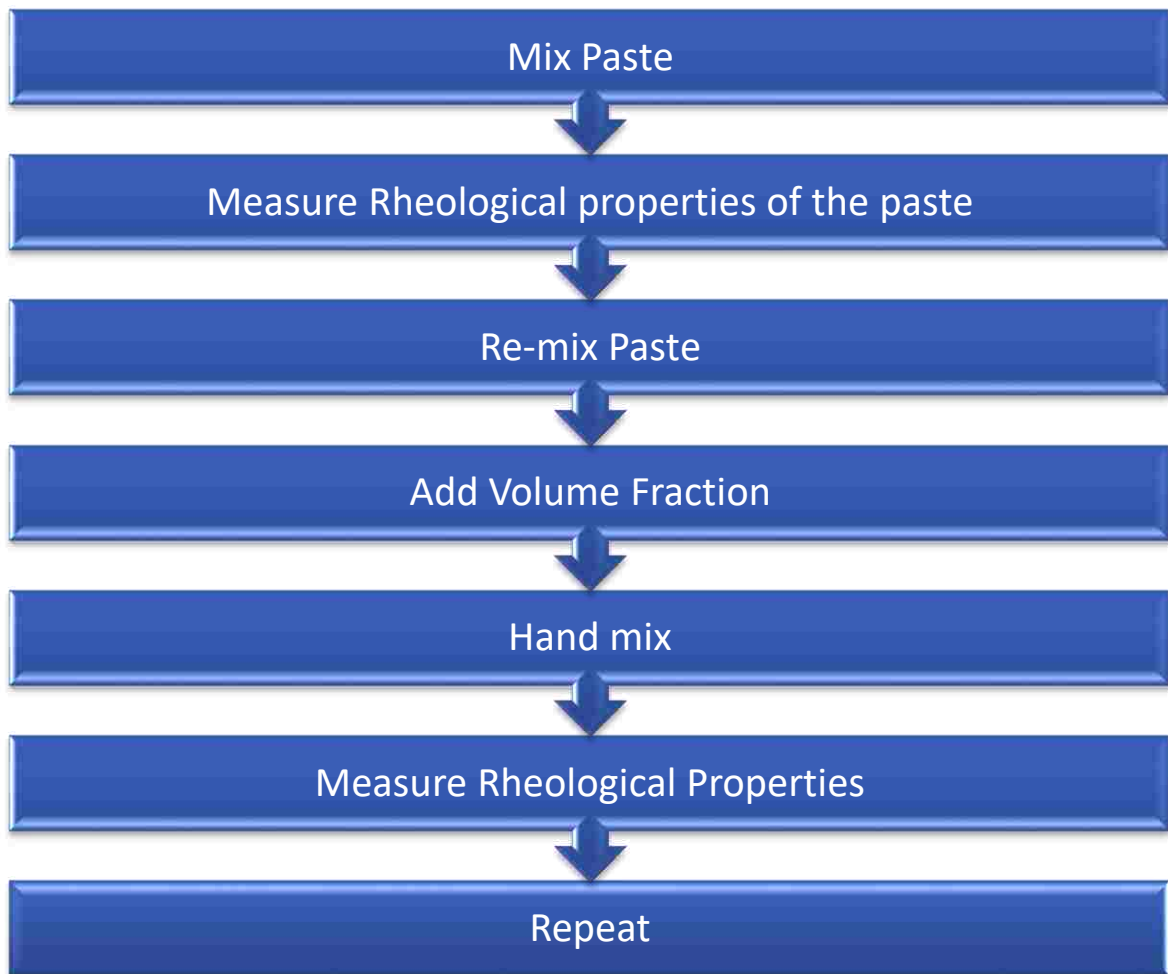 Mix Paste
Measure Rheological properties of the paste
Re-mix Paste
Add Volume Fraction
Hand mix
Measure Rheological Properties
Repeat